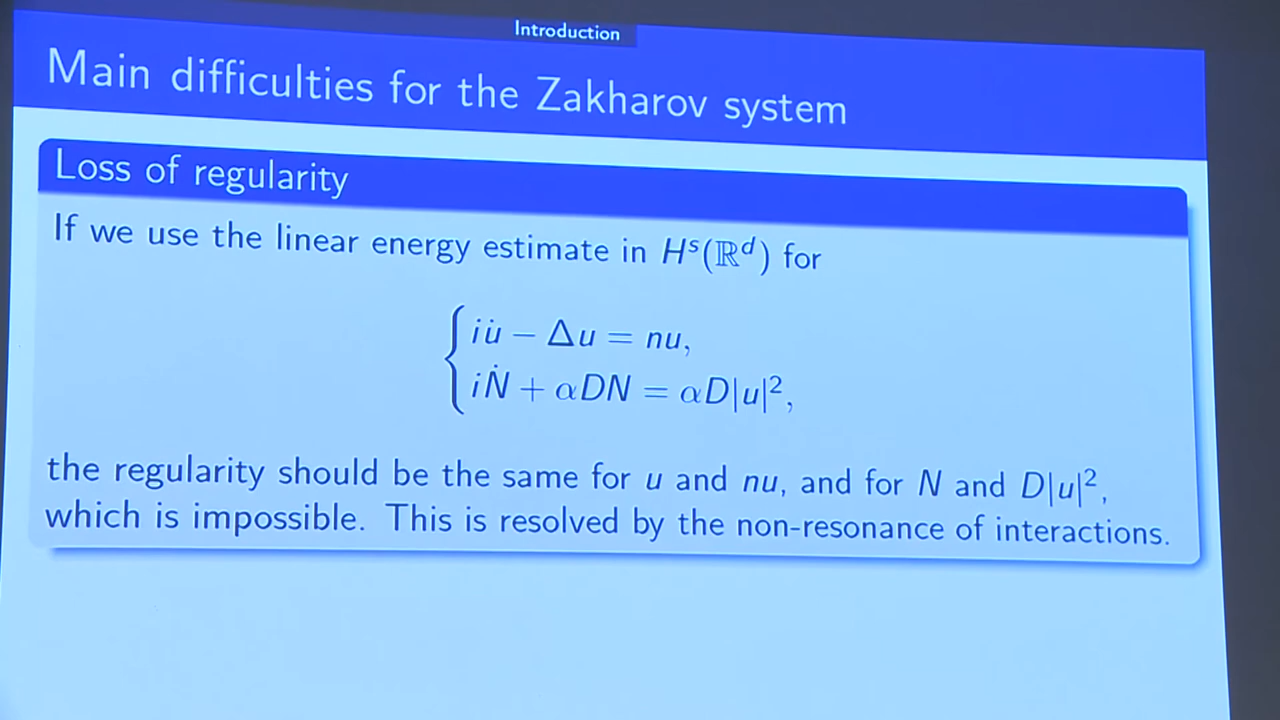 Introduction
Main difficulties for the Zakharov system
Loss of regularity
If we use the linear energy estimate in Hˢ(ℝᵈ) for
iu̇ − Δu = nu,
iṄ + αDN = αD|u|²,
the regularity should be the same for u and nu, and for N and D|u|²,
which is impossible. This is resolved by the non-resonance of interactions.